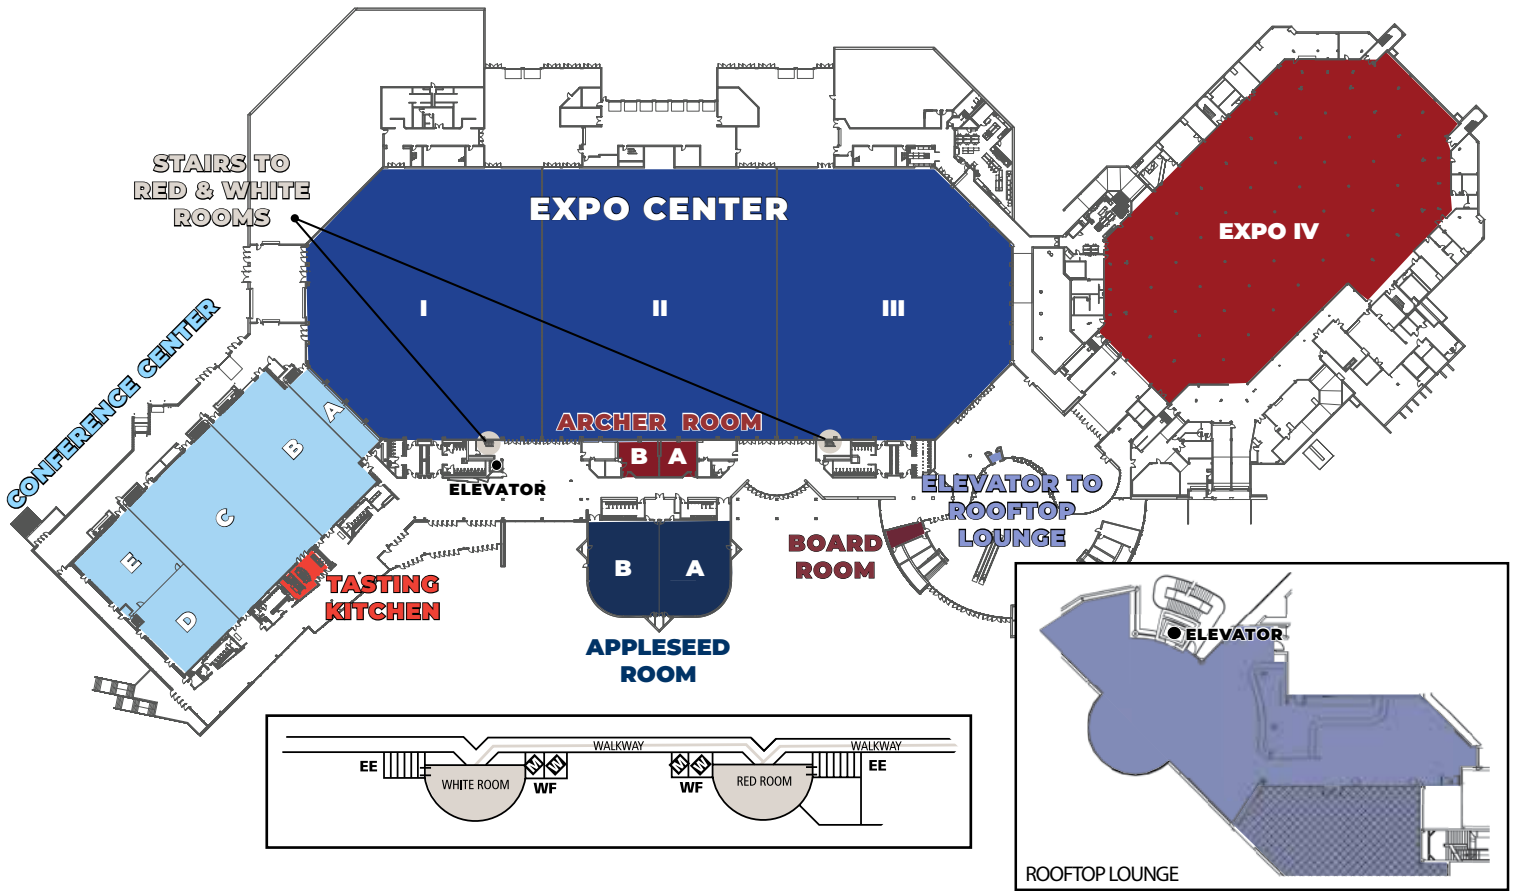 STAIRS TO
RED & WHITE
ROOMS
EXPO CENTER
I
II
III
EXPO IV
CONFERENCE CENTER
A
B
C
E
D
ARCHER ROOM
B
A
ELEVATOR
ELEVATOR TO
ROOFTOP
LOUNGE
BOARD
ROOM
TASTING
KITCHEN
B
A
APPLESEED
ROOM
WALKWAY
WALKWAY
EE
WHITE ROOM
WF
WF
RED ROOM
EE
ELEVATOR
ROOFTOP LOUNGE